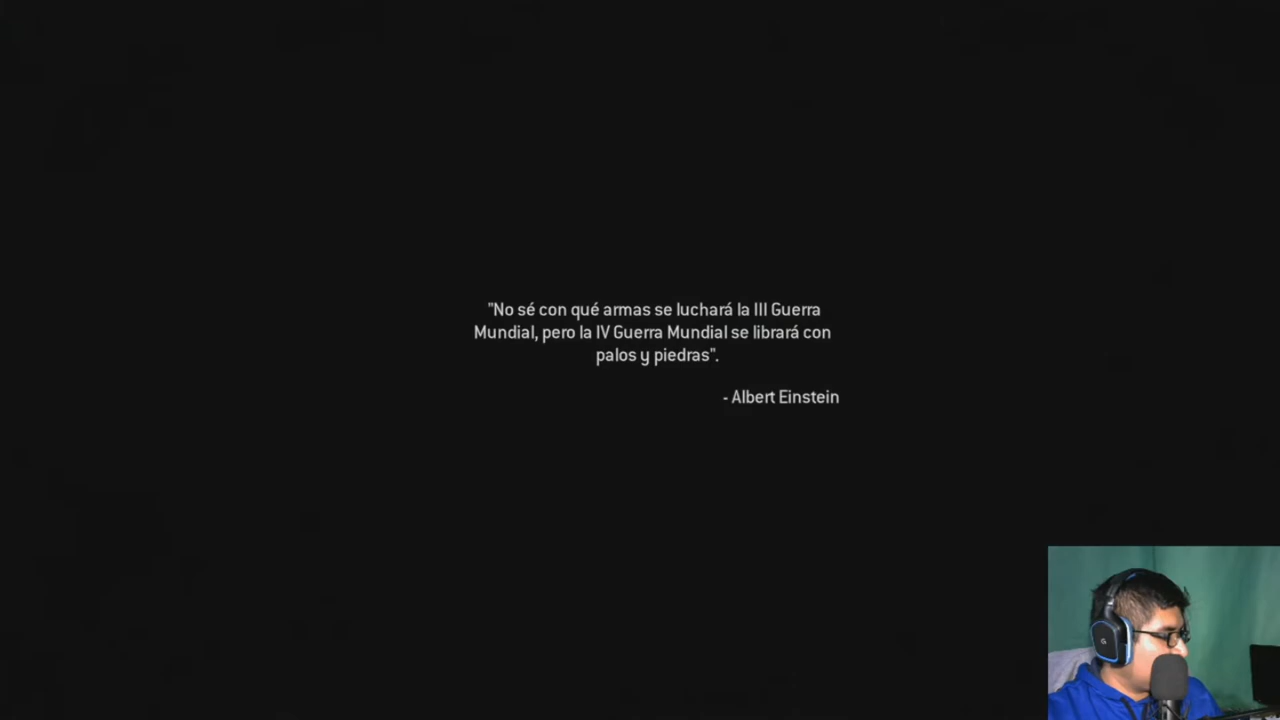 "No sé con qué armas se luchará la III Guerra
Mundial, pero la IV Guerra Mundial se librará con
palos y piedras".
- Albert Einstein